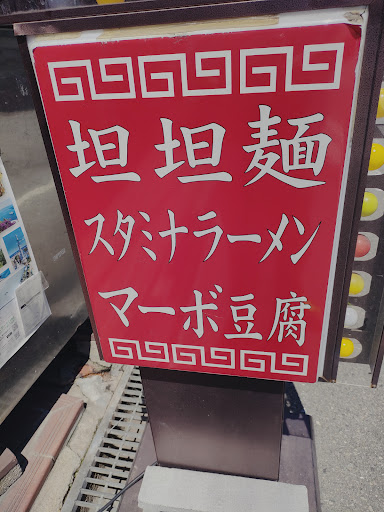 坦坦麺
スタミナラーメン
マーボ豆腐